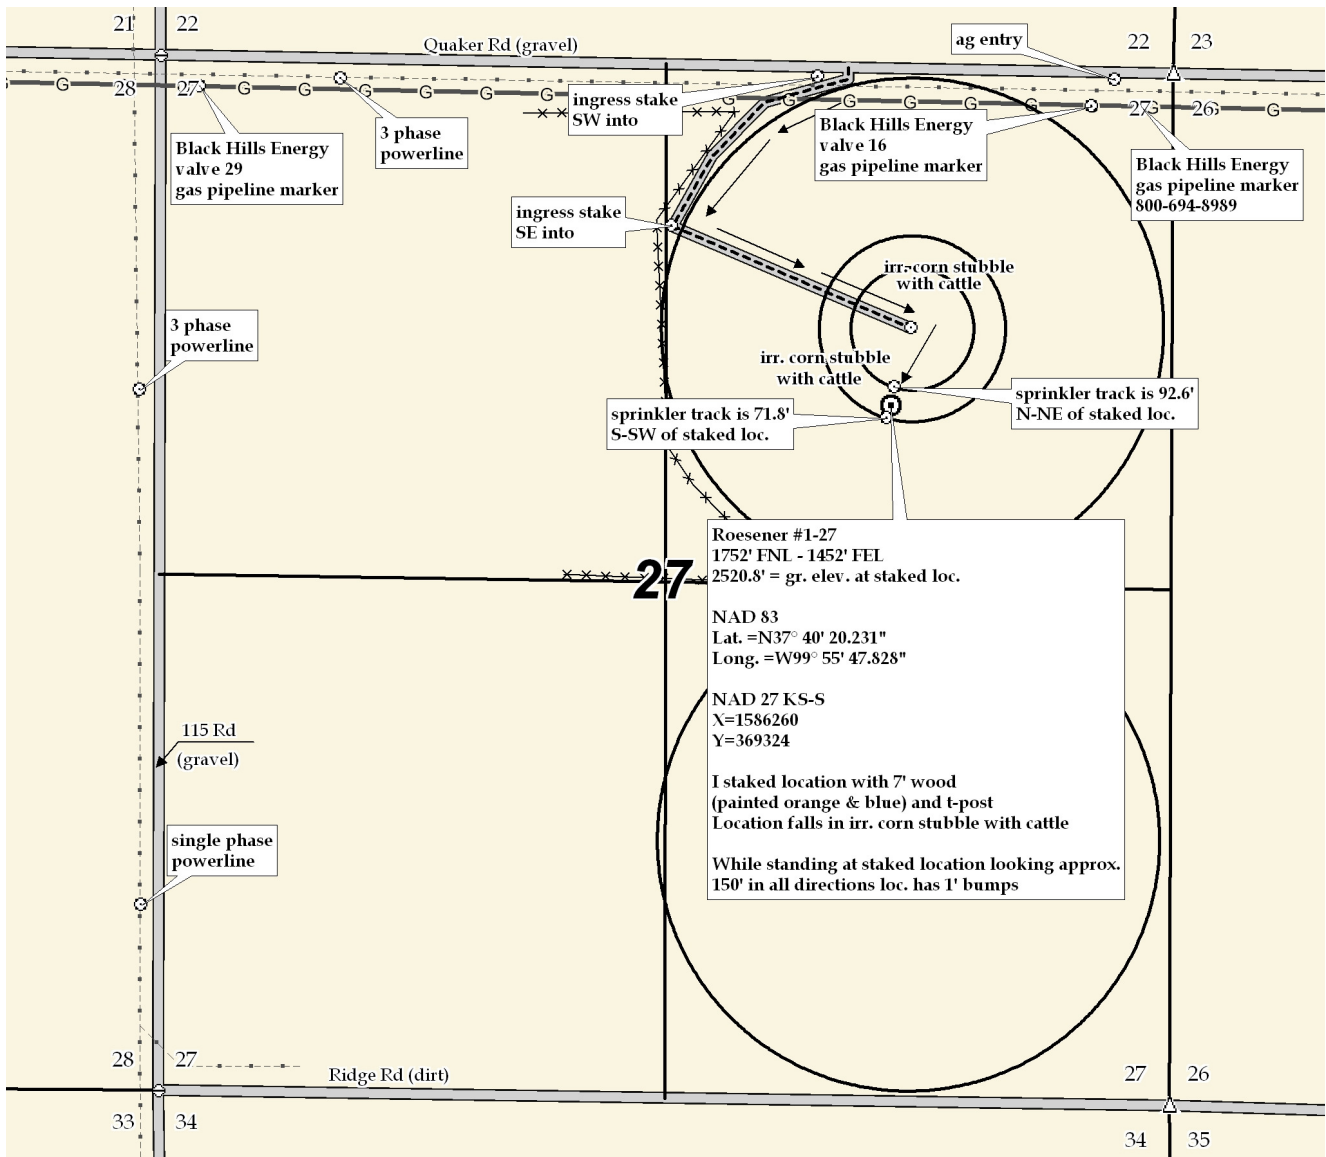 21
22
Quaker Rd (gravel)
ag entry
22
23
28
27
G
G
G
G
G
G
G
G
G
G
G
G
G
G
27
26
ingress stake
SW into
3 phase
powerline
Black Hills Energy
valve 29
gas pipeline marker
Black Hills Energy
valve 16
gas pipeline marker
Black Hills Energy
gas pipeline marker
800-694-8989
ingress stake
SE into
irr. corn stubble
with cattle
3 phase
powerline
irr. corn stubble
with cattle
sprinkler track is 92.6'
N-NE of staked loc.
sprinkler track is 71.8'
S-SW of staked loc.
27
Roesener #1-27
1752' FNL - 1452' FEL
2520.8' = gr. elev. at staked loc.
NAD 83
Lat. =N37° 40' 20.231"
Long. =W99° 55' 47.828"
NAD 27 KS-S
X=1586260
Y=369324
I staked location with 7' wood
(painted orange & blue) and t-post
Location falls in irr. corn stubble with cattle
While standing at staked location looking approx.
150' in all directions loc. has 1' bumps
115 Rd
(gravel)
single phase
powerline
28
27
Ridge Rd (dirt)
27
26
33
34
34
35